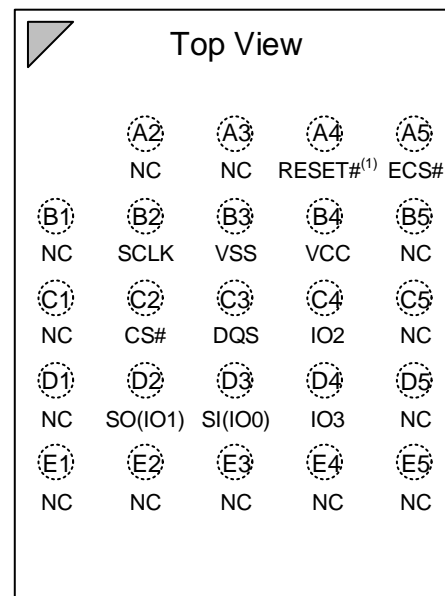 Top View
A2 A3 A4 A5
NC NC RESET#(1) ECS#
B1 B2 B3 B4 B5
NC SCLK VSS VCC NC
C1 C2 C3 C4 C5
NC CS# DQS IO2 NC
D1 D2 D3 D4 D5
NC SO(IO1) SI(IO0) IO3 NC
E1 E2 E3 E4 E5
NC NC NC NC NC